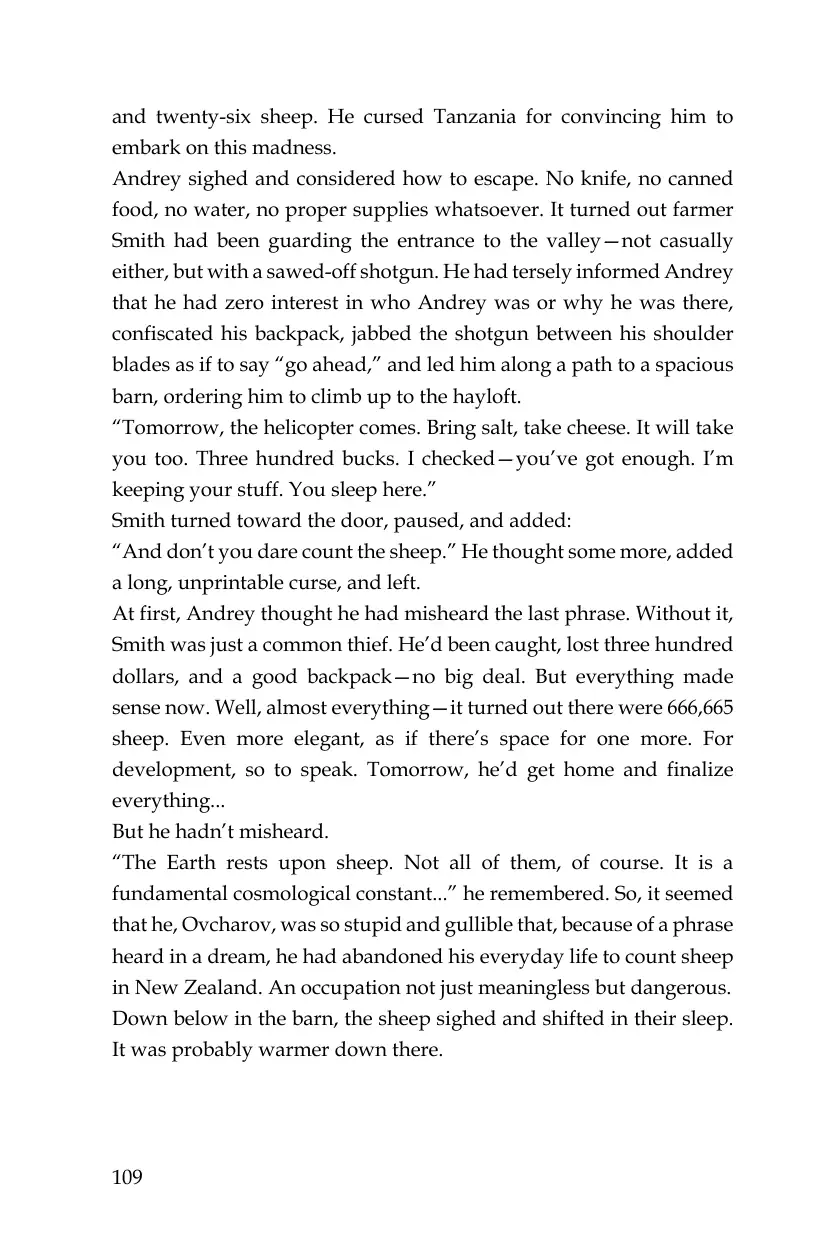 and twenty-six sheep. He cursed Tanzania for convincing him to
embark on this madness.
Andrey sighed and considered how to escape. No knife, no canned
food, no water, no proper supplies whatsoever. It turned out farmer
Smith had been guarding the entrance to the valley—not casually
either, but with a sawed-off shotgun. He had tersely informed Andrey
that he had zero interest in who Andrey was or why he was there,
confiscated his backpack, jabbed the shotgun between his shoulder
blades as if to say “go ahead,” and led him along a path to a spacious
barn, ordering him to climb up to the hayloft.
“Tomorrow, the helicopter comes. Bring salt, take cheese. It will take
you too. Three hundred bucks. I checked—you’ve got enough. I’m
keeping your stuff. You sleep here.”
Smith turned toward the door, paused, and added:
“And don’t you dare count the sheep.” He thought some more, added
a long, unprintable curse, and left.
At first, Andrey thought he had misheard the last phrase. Without it,
Smith was just a common thief. He’d been caught, lost three hundred
dollars, and a good backpack—no big deal. But everything made
sense now. Well, almost everything—it turned out there were 666,665
sheep. Even more elegant, as if there’s space for one more. For
development, so to speak. Tomorrow, he’d get home and finalize
everything...
But he hadn’t misheard.
“The Earth rests upon sheep. Not all of them, of course. It is a
fundamental cosmological constant...” he remembered. So, it seemed
that he, Ovcharov, was so stupid and gullible that, because of a phrase
heard in a dream, he had abandoned his everyday life to count sheep
in New Zealand. An occupation not just meaningless but dangerous.
Down below in the barn, the sheep sighed and shifted in their sleep.
It was probably warmer down there.
109